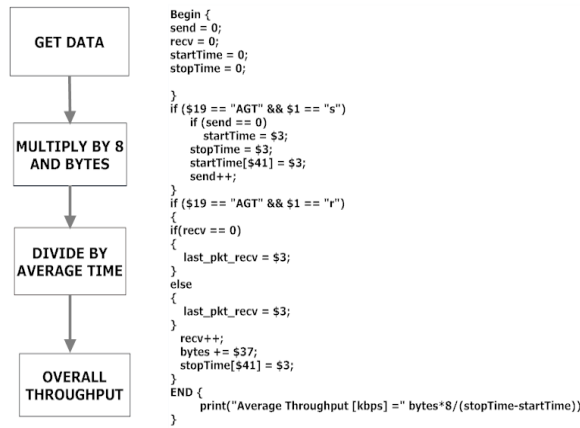 GET DATA
MULTIPLY BY 8
AND BYTES
DIVIDE BY
AVERAGE TIME
OVERALL
THROUGHPUT
Begin {
send = 0;
recv = 0;
startTime = 0;
stopTime = 0;
}
if ($19 == "AGT" && $1 == "s")
if (send == 0)
startTime = $3;
stopTime = $3;
startTime[$41] = $3;
send++;
}
if ($19 == "AGT" && $1 == "r")
{
if(recv == 0)
{
last_pkt_recv = $3;
}
else
{
last_pkt_recv = $3;
}
recv++;
bytes += $37;
stopTime[$41] = $3;
}
END {
print("Average Throughput [kbps] =" bytes*8/(stopTime-startTime))
}